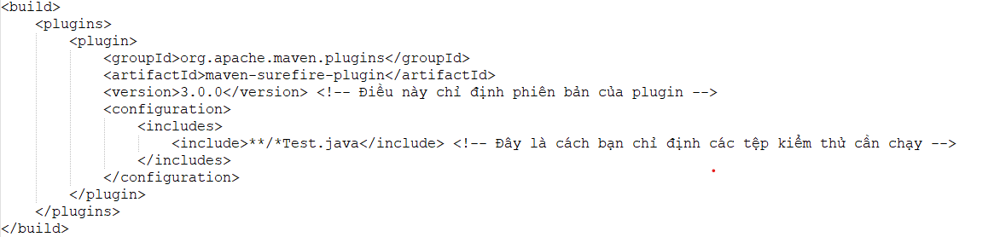 <build>
    <plugins>
        <plugin>
            <groupId>org.apache.maven.plugins</groupId>
            <artifactId>maven-surefire-plugin</artifactId>
            <version>3.0.0</version> <!-- Điều này chỉ định phiên bản của plugin -->
            <configuration>
                <includes>
                    <include>**/*Test.java</include> <!-- Đây là cách bạn chỉ định các tệp kiểm thử cần chạy -->
                </includes>
            </configuration>
        </plugin>
    </plugins>
</build>